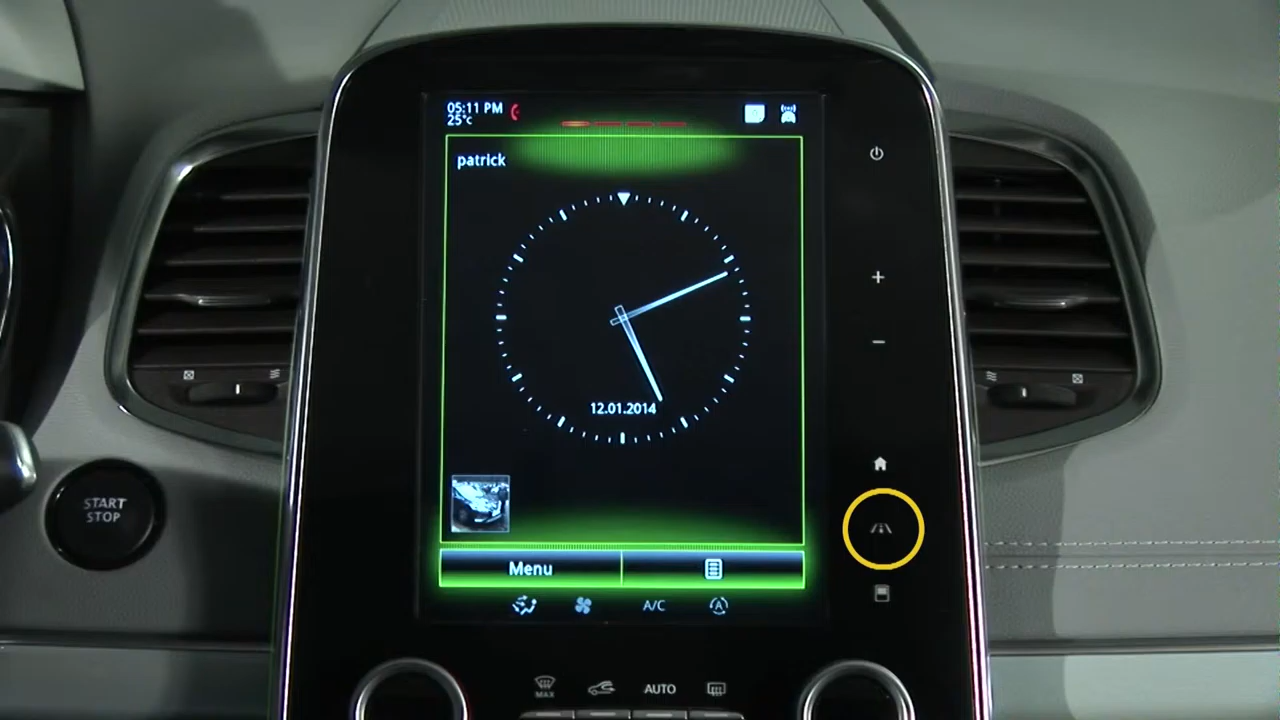 05:11 PM
25°c
patrick
12.01.2014
START
STOP
Menu
A/C
A
MAX
AUTO